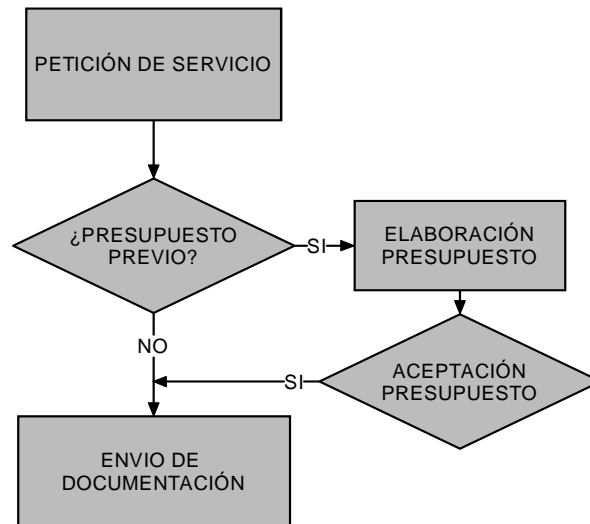 PETICIÓN DE SERVICIO
¿PRESUPUESTO
PREVIO?
SI
ELABORACIÓN
PRESUPUESTO
NO
SI
ACEPTACIÓN
PRESUPUESTO
ENVIO DE
DOCUMENTACIÓN